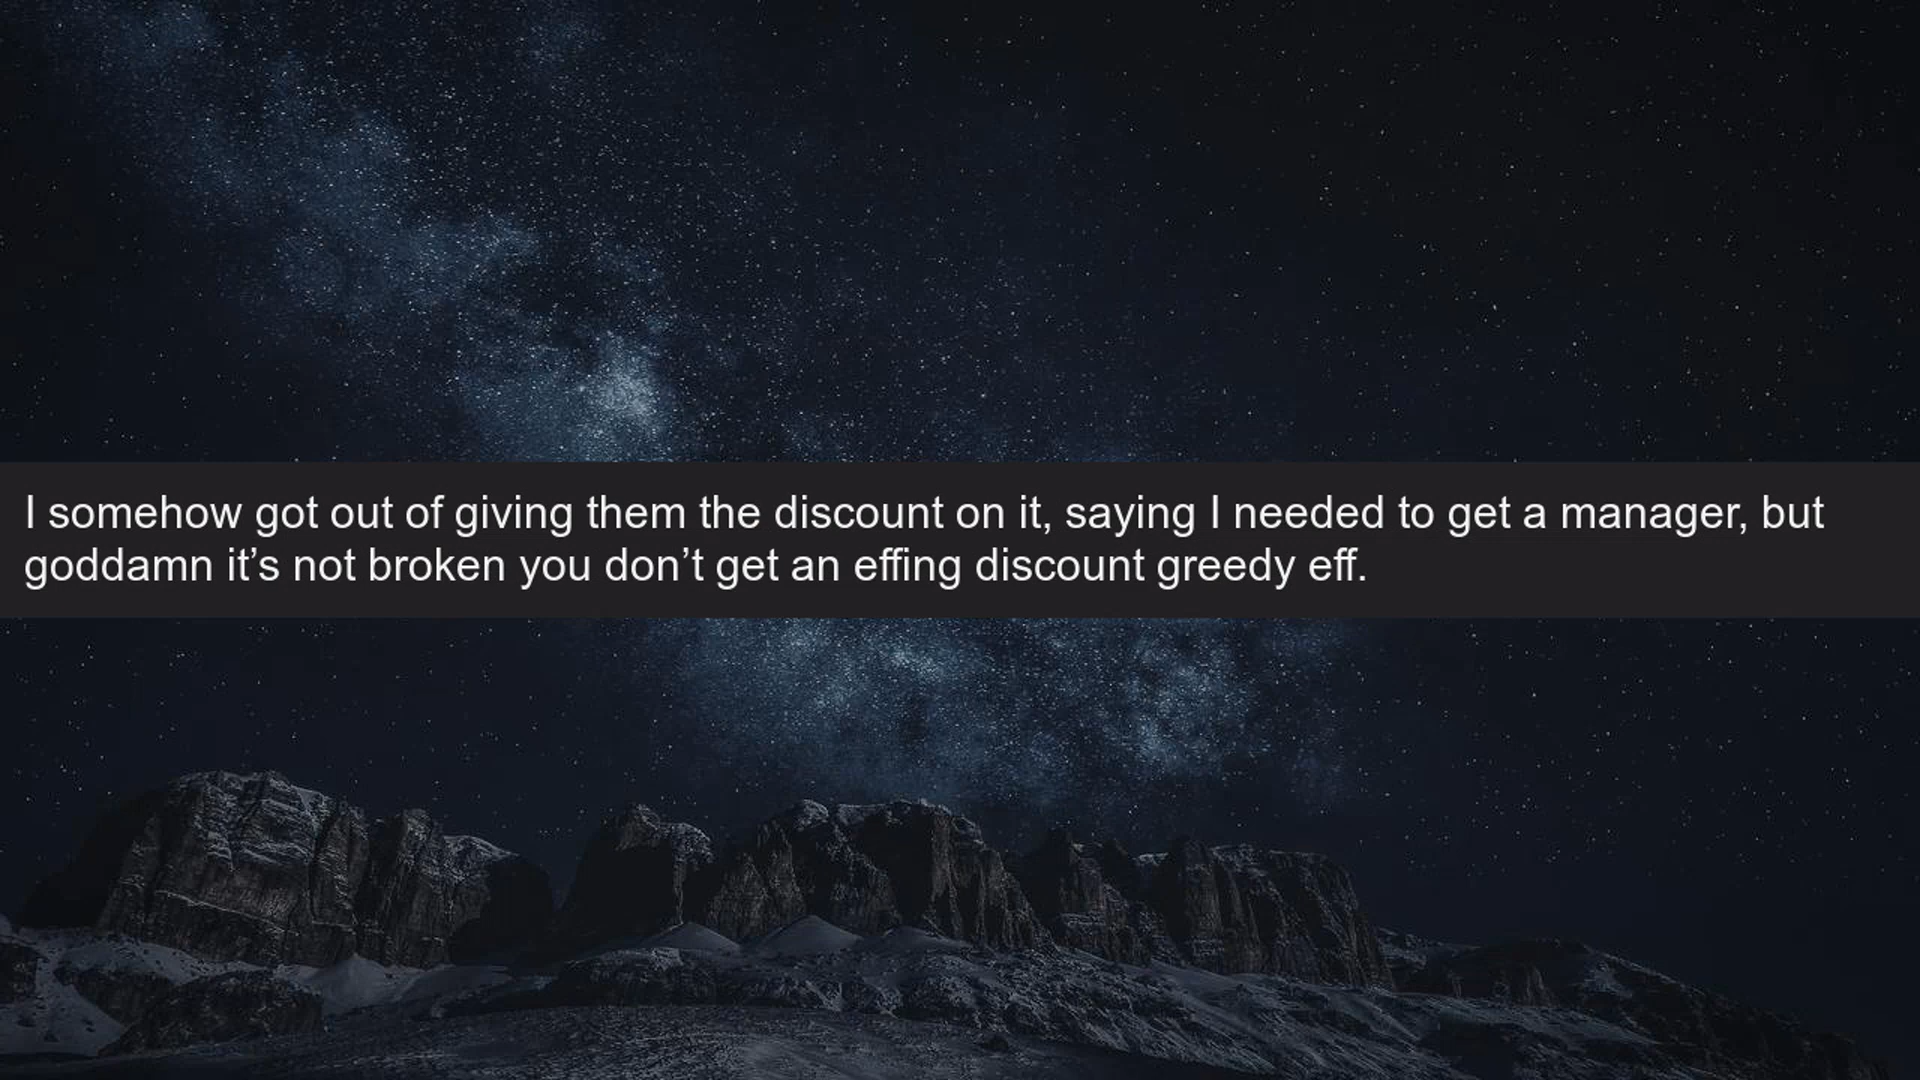 I somehow got out of giving them the discount on it, saying I needed to get a manager, but
goddamn it’s not broken you don’t get an effing discount greedy eff.